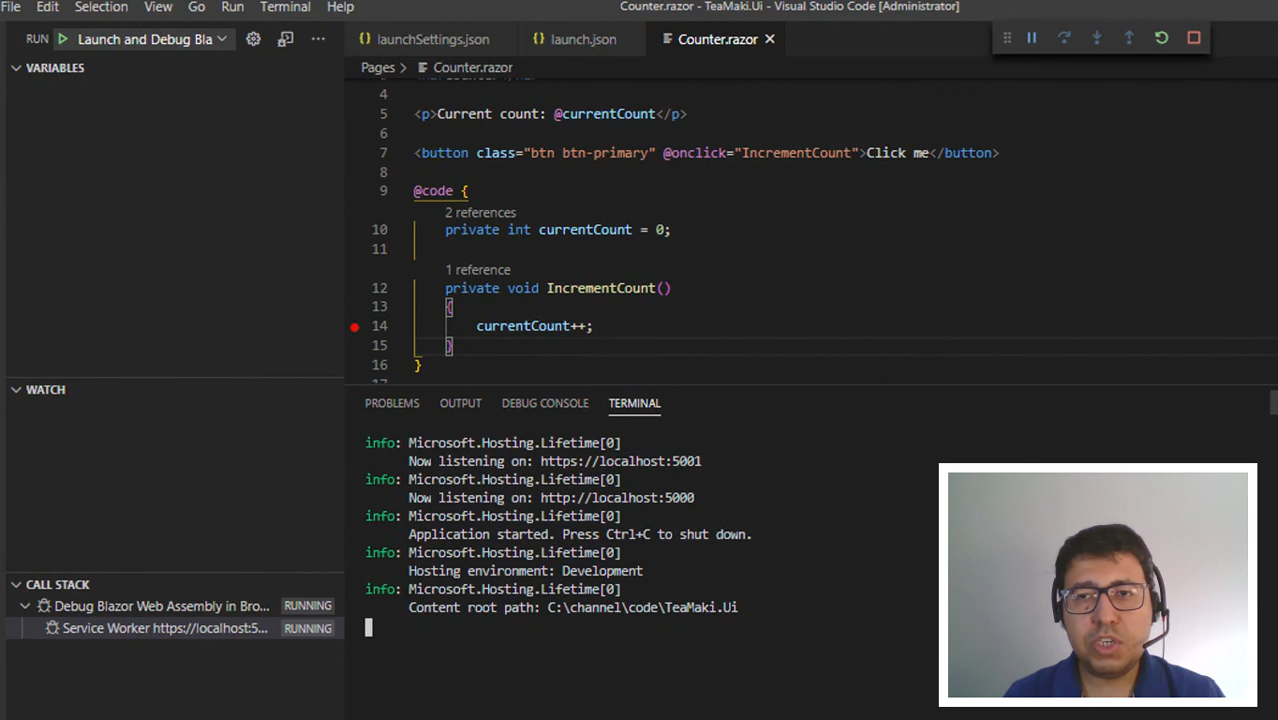 File Edit Selection View Go Run Terminal Help
Counter.razor - TeaMaki.Ui - Visual Studio Code [Administrator]
RUN Launch and Debug Bla
launchSettings.json launch.json Counter.razor
VARIABLES
Pages > Counter.razor
4
5 <p>Current count: @currentCount</p>
6
7 <button class="btn btn-primary" @onclick="IncrementCount">Click me</button>
8
9 @code {
2 references
10 private int currentCount = 0;
11
1 reference
12 private void IncrementCount()
13 {
14 currentCount++;
15 }
16 }
WATCH
PROBLEMS OUTPUT DEBUG CONSOLE TERMINAL
info: Microsoft.Hosting.Lifetime[0]
Now listening on: https://localhost:5001
info: Microsoft.Hosting.Lifetime[0]
Now listening on: http://localhost:5000
info: Microsoft.Hosting.Lifetime[0]
Application started. Press Ctrl+C to shut down.
info: Microsoft.Hosting.Lifetime[0]
Hosting environment: Development
info: Microsoft.Hosting.Lifetime[0]
Content root path: C:\channel\code\TeaMaki.Ui
CALL STACK
Debug Blazor Web Assembly in Bro... RUNNING
Service Worker https://localhost:5... RUNNING